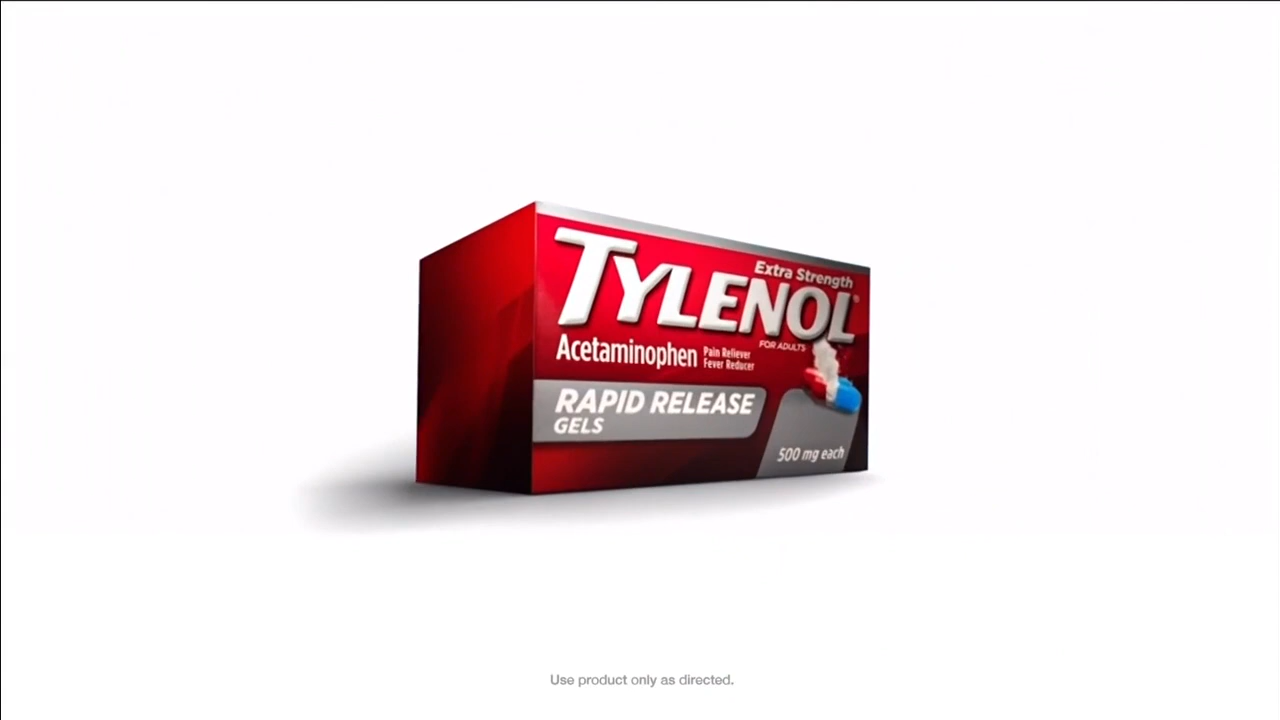 Extra Strength
TYLENOL®
FOR ADULTS
Acetaminophen
Pain Reliever
Fever Reducer
RAPID RELEASE
GELS
500 mg each
Use product only as directed.